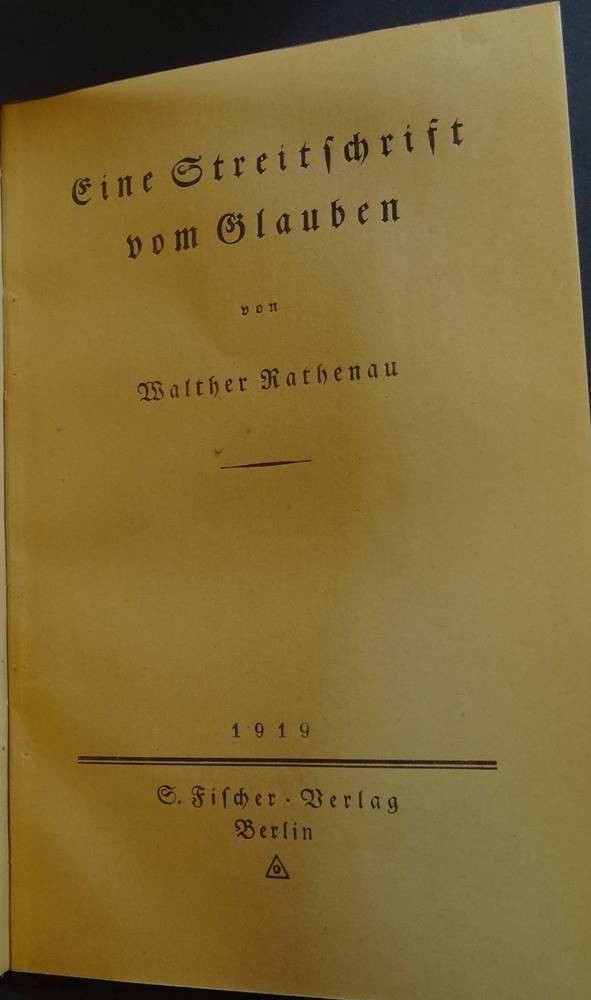 Eine Streitſchrift
vom Glauben
von
Walther Rathenau
1919
S. Fiſcher · Verlag
Berlin